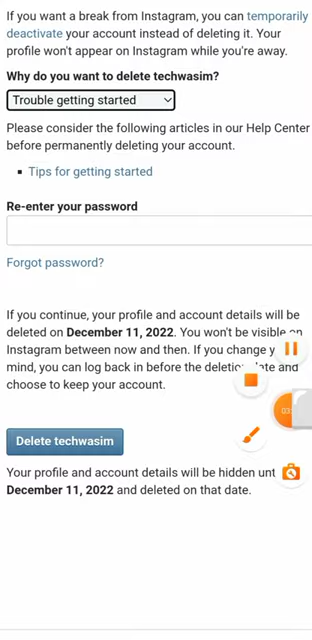 If you want a break from Instagram, you can temporarily
deactivate your account instead of deleting it. Your
profile won't appear on Instagram while you're away.
Why do you want to delete techwasim?
Trouble getting started
Please consider the following articles in our Help Center
before permanently deleting your account.
Tips for getting started
Re-enter your password
Forgot password?
If you continue, your profile and account details will be
deleted on December 11, 2022. You won't be visible on
Instagram between now and then. If you change y
mind, you can log back in before the deletion date and
choose to keep your account.
03:
Delete techwasim
Your profile and account details will be hidden unt
December 11, 2022 and deleted on that date.